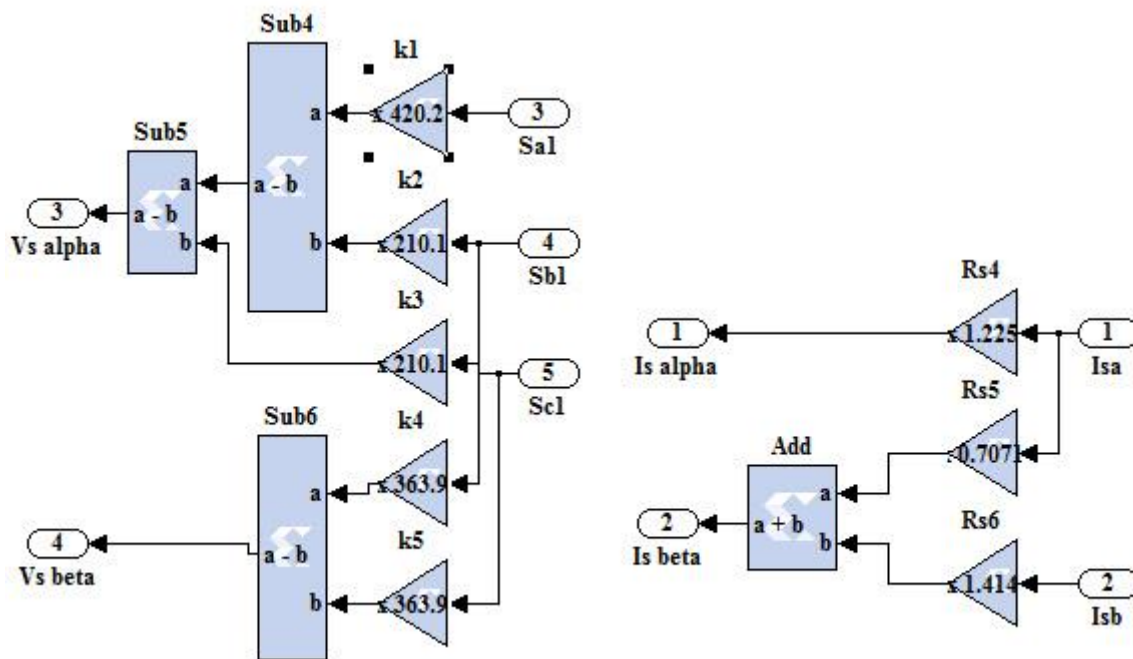 Sub4
k1
a
x 420.2
3
Sa1
Sub5
k2
a
a - b
3
a - b
Vs alpha
b
b
x 210.1
4
Sb1
k3
x 210.1
5
Sc1
Sub6
k4
a
x 363.9
k5
4
a - b
Vs beta
b
x 363.9
Rs4
1
x 1.225
1
Is alpha
Isa
Rs5
Add
0.7071
a
2
a + b
Is beta
b
Rs6
x 1.414
2
Isb